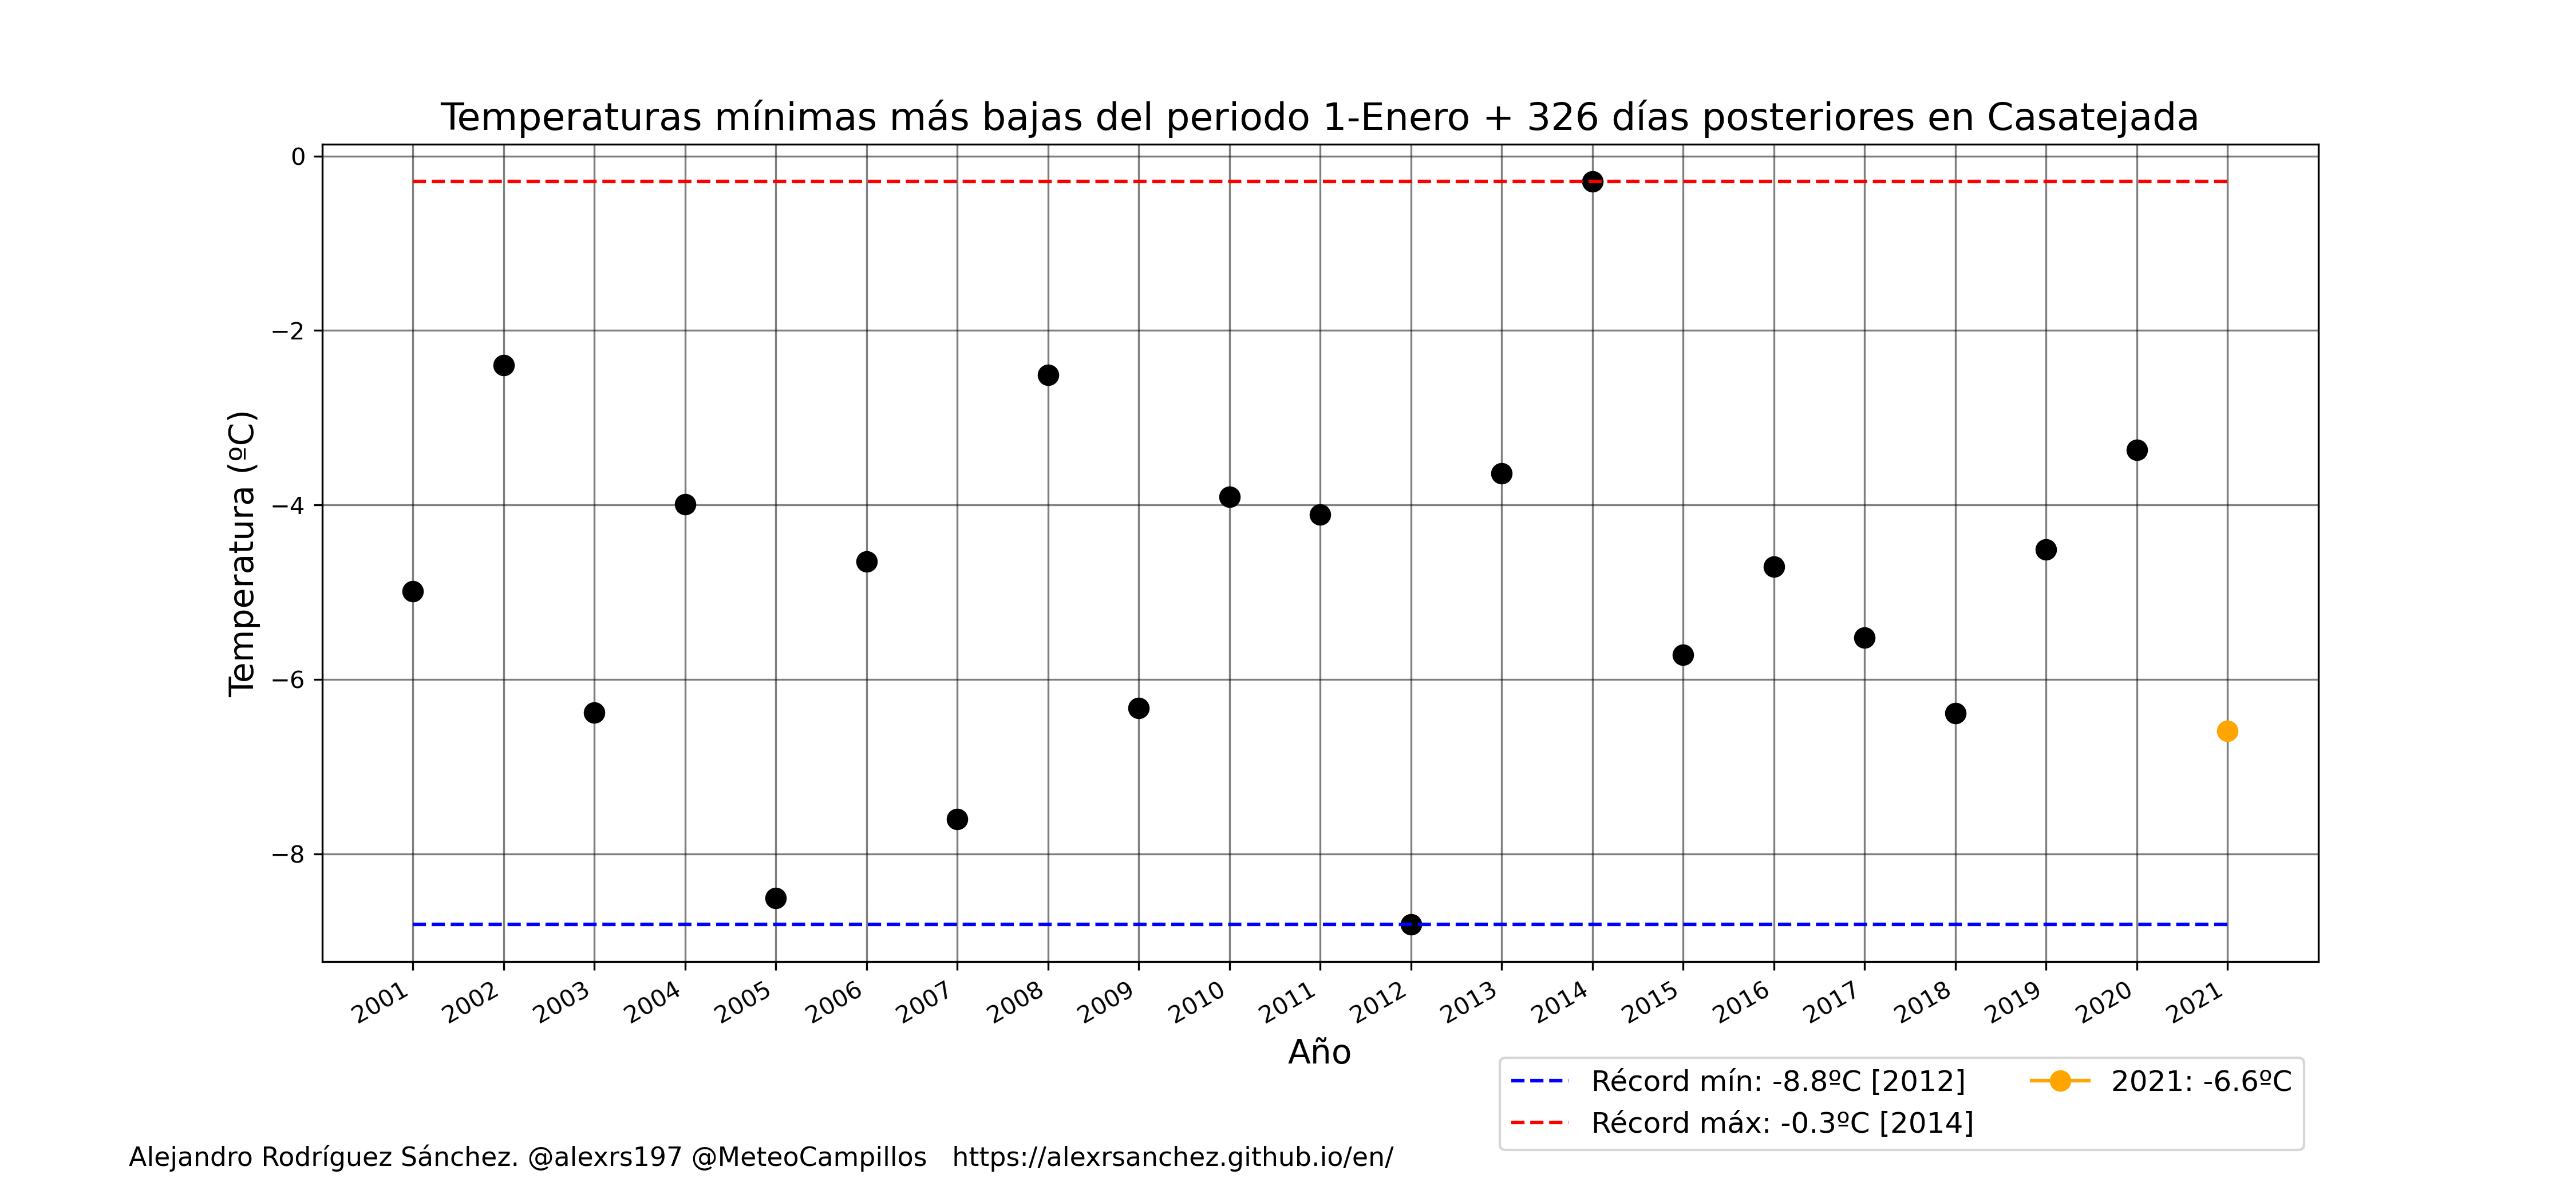 Temperaturas mínimas más bajas del periodo 1-Enero + 326 días posteriores en Casatejada
Temperatura (ºC)
0
−2
−4
−6
−8
2001 2002 2003 2004 2005 2006 2007 2008 2009 2010 2011 2012 2013 2014 2015 2016 2017 2018 2019 2020 2021
Año
Récord mín: -8.8ºC [2012]
Récord máx: -0.3ºC [2014]
2021: -6.6ºC
Alejandro Rodríguez Sánchez. @alexrs197 @MeteoCampillos https://alexrsanchez.github.io/en/